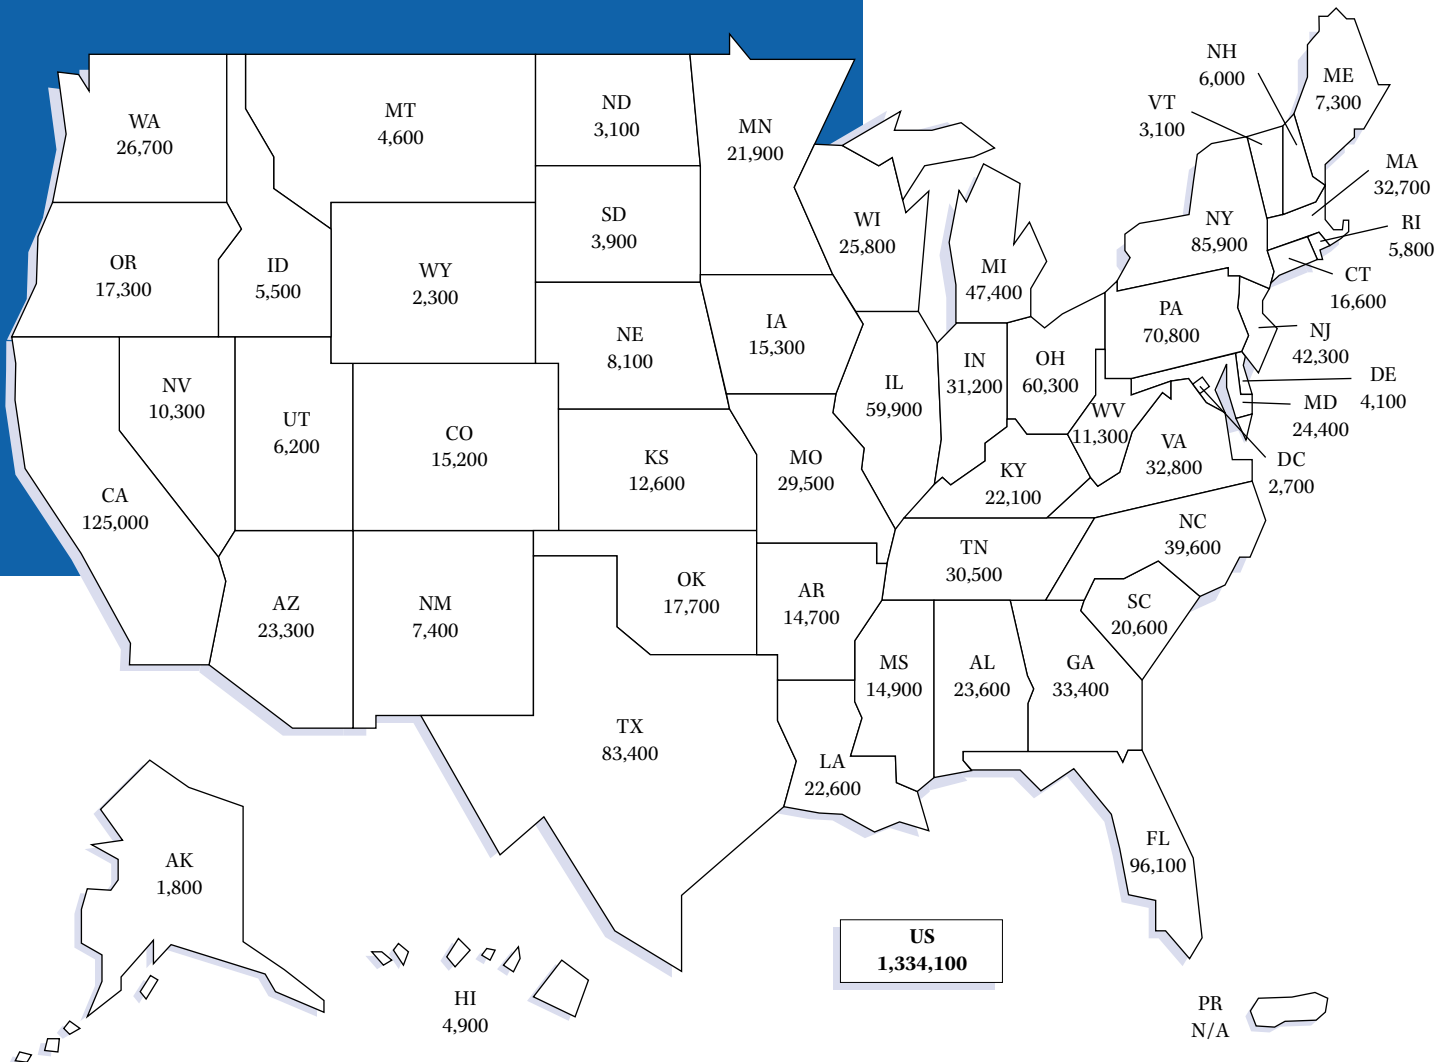 NH
6,000
ME
7,300
VT
3,100
WA
26,700
MT
4,600
ND
3,100
MN
21,900
MA
32,700
WI
25,800
NY
85,900
RI
5,800
SD
3,900
OR
17,300
ID
5,500
WY
2,300
MI
47,400
CT
16,600
PA
70,800
NJ
42,300
NE
8,100
IA
15,300
IN
31,200
OH
60,300
DE
4,100
NV
10,300
UT
6,200
CO
15,200
IL
59,900
WV
11,300
MD
24,400
KS
12,600
MO
29,500
KY
22,100
VA
32,800
DC
2,700
CA
125,000
TN
30,500
NC
39,600
AZ
23,300
NM
7,400
OK
17,700
AR
14,700
SC
20,600
MS
14,900
AL
23,600
GA
33,400
TX
83,400
LA
22,600
FL
96,100
AK
1,800
US
1,334,100
HI
4,900
PR
N/A